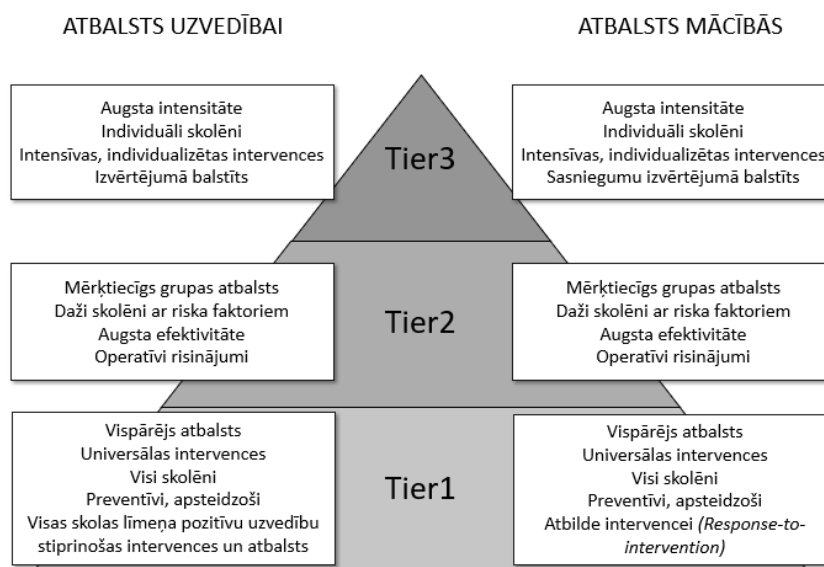 ATBALSTS UZVEDĪBAI
ATBALSTS MĀCĪBĀS
Augsta intensitāte
Individuāli skolēni
Intensīvas, individualizētas intervences
Izvērtējumā balstīts
Tier3
Augsta intensitāte
Individuāli skolēni
Intensīvas, individualizētas intervences
Sasniegumu izvērtējumā balstīts
Mērķtiecīgs grupas atbalsts
Daži skolēni ar riska faktoriem
Augsta efektivitāte
Operatīvi risinājumi
Tier2
Mērķtiecīgs grupas atbalsts
Daži skolēni ar riska faktoriem
Augsta efektivitāte
Operatīvi risinājumi
Vispārējs atbalsts
Universālas intervences
Visi skolēni
Preventīvi, apsteidzoši
Visas skolas līmeņa pozitīvu uzvedību
stiprinošas intervences un atbalsts
Tier1
Vispārējs atbalsts
Universālas intervences
Visi skolēni
Preventīvi, apsteidzoši
Atbilde intervencei (Response-to-
intervention)